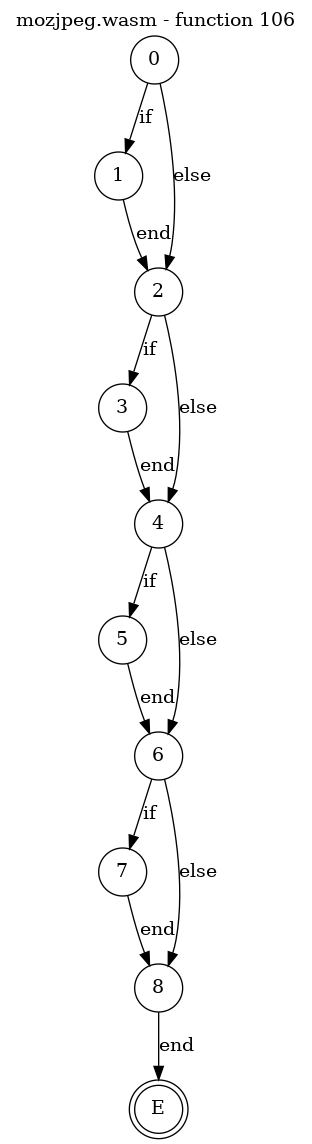 mozjpeg.wasm - function 106
0
if
1
else
end
2
if
3
else
end
4
if
5
else
end
6
if
7
else
end
8
end
E